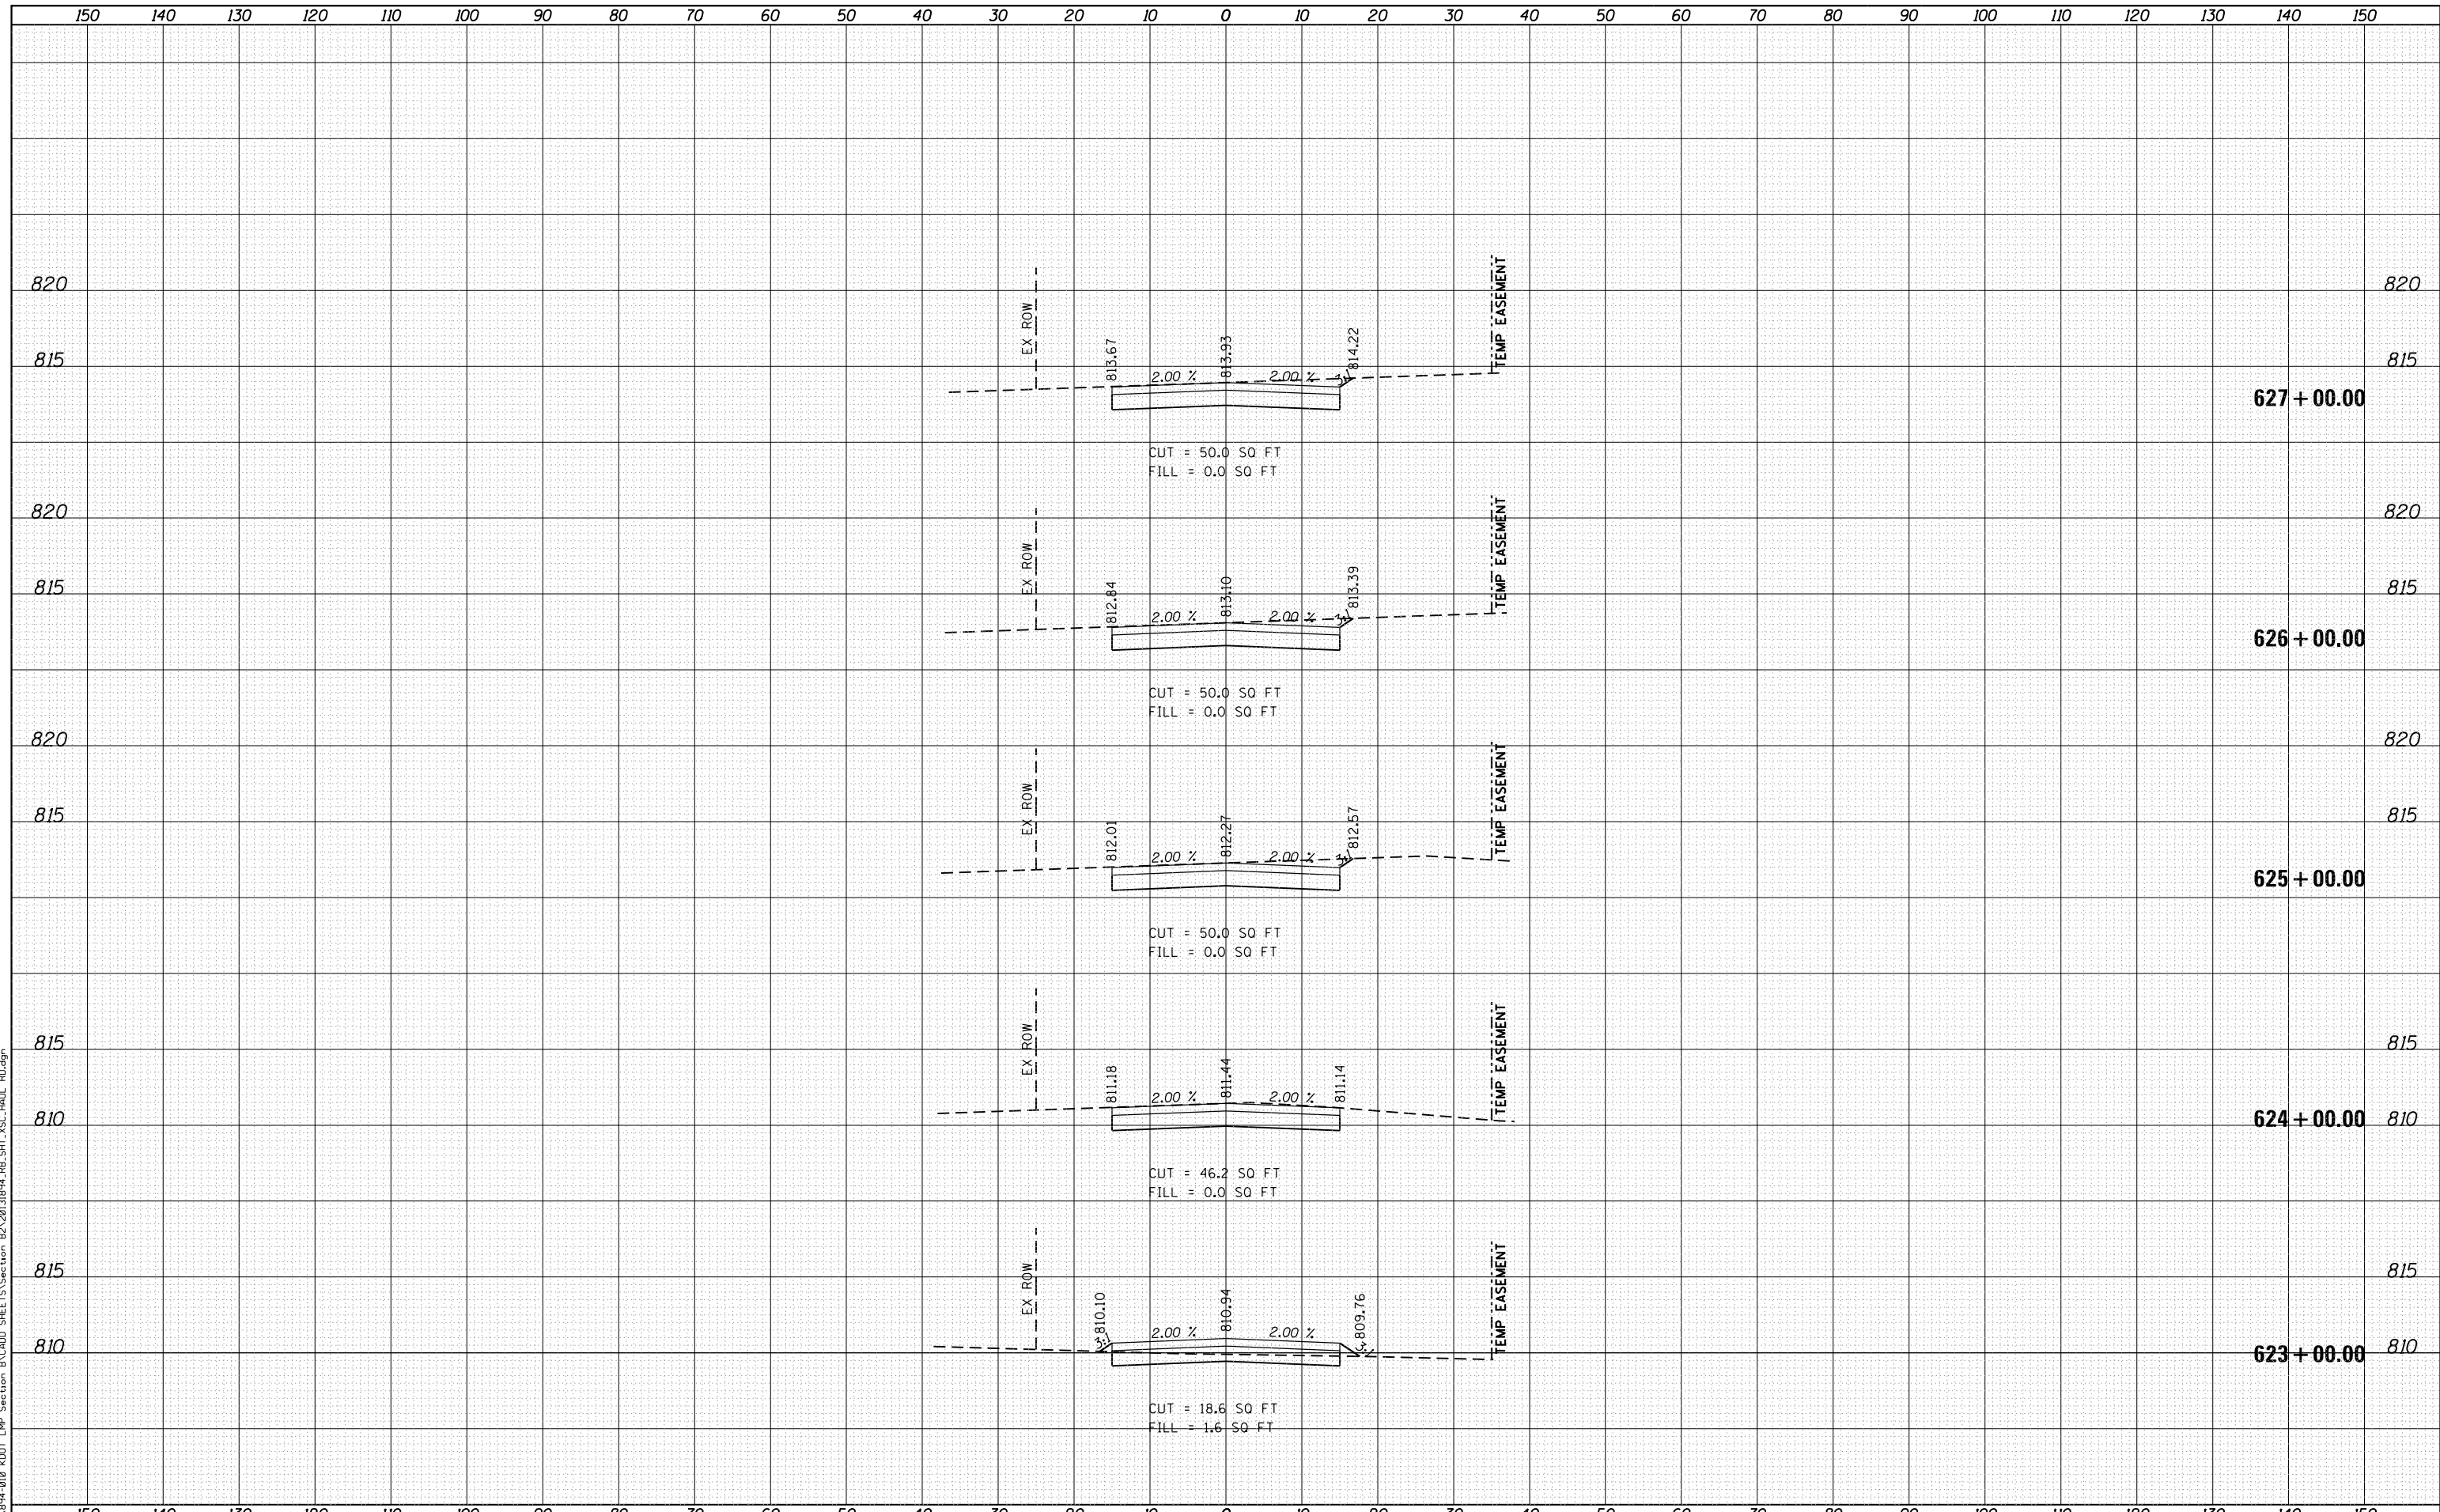 150 140 130 120 110 100 90 80 70 60 50 40 30 20 10 0 10 20 30 40 50 60 70 80 90 100 110 120 130 140 150
820 820
EX ROW
TEMP EASEMENT
815 815
813.67
813.93
814.22
2.00 % 2.00 %
627+00.00
CUT = 50.0 SQ FT
FILL = 0.0 SQ FT
820 820
EX ROW
TEMP EASEMENT
815 815
812.84
813.10
813.39
2.00 % 2.00 %
626+00.00
CUT = 50.0 SQ FT
FILL = 0.0 SQ FT
820 820
EX ROW
TEMP EASEMENT
815 815
812.01
812.27
812.57
2.00 % 2.00 %
625+00.00
CUT = 50.0 SQ FT
FILL = 0.0 SQ FT
815 815
EX ROW
TEMP EASEMENT
811.18
811.44
811.14
2.00 % 2.00 %
810 624+00.00 810
CUT = 46.2 SQ FT
FILL = 0.0 SQ FT
815 815
EX ROW
TEMP EASEMENT
810.10
810.94
809.76
3:1 2.00 % 2.00 %
810 623+00.00 810
CUT = 18.6 SQ FT
FILL = 1.6 SQ FT